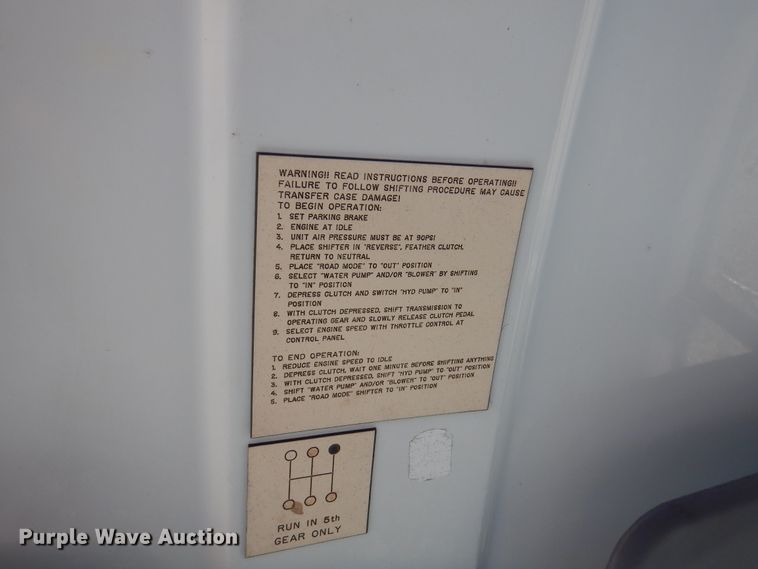 WARNING!! READ INSTRUCTIONS BEFORE OPERATING!!
FAILURE TO FOLLOW SHIFTING PROCEDURE MAY CAUSE
TRANSFER CASE DAMAGE!
TO BEGIN OPERATION:
1. SET PARKING BRAKE
2. ENGINE AT IDLE
3. UNIT AIR PRESSURE MUST BE AT 90PSI
4. PLACE SHIFTER IN "REVERSE", FEATHER CLUTCH,
RETURN TO NEUTRAL
5. PLACE "ROAD MODE" TO "OUT" POSITION
6. SELECT "WATER PUMP" AND/OR "BLOWER" BY SHIFTING
TO "IN" POSITION
7. DEPRESS CLUTCH AND SWITCH "HYD PUMP" TO "IN"
POSITION
8. WITH CLUTCH DEPRESSED, SHIFT TRANSMISSION TO
OPERATING GEAR AND SLOWLY RELEASE CLUTCH PEDAL
9. SELECT ENGINE SPEED WITH THROTTLE CONTROL AT
CONTROL PANEL
TO END OPERATION:
1. REDUCE ENGINE SPEED TO IDLE
2. DEPRESS CLUTCH, WAIT ONE MINUTE BEFORE SHIFTING ANYTHING
3. WITH CLUTCH DEPRESSED, SHIFT "HYD PUMP" TO "OUT" POSITION
4. SHIFT "WATER PUMP" AND/OR "BLOWER" TO "OUT" POSITION
5. PLACE "ROAD MODE" SHIFTER TO "IN" POSITION
RUN IN 5th
GEAR ONLY
Purple Wave Auction